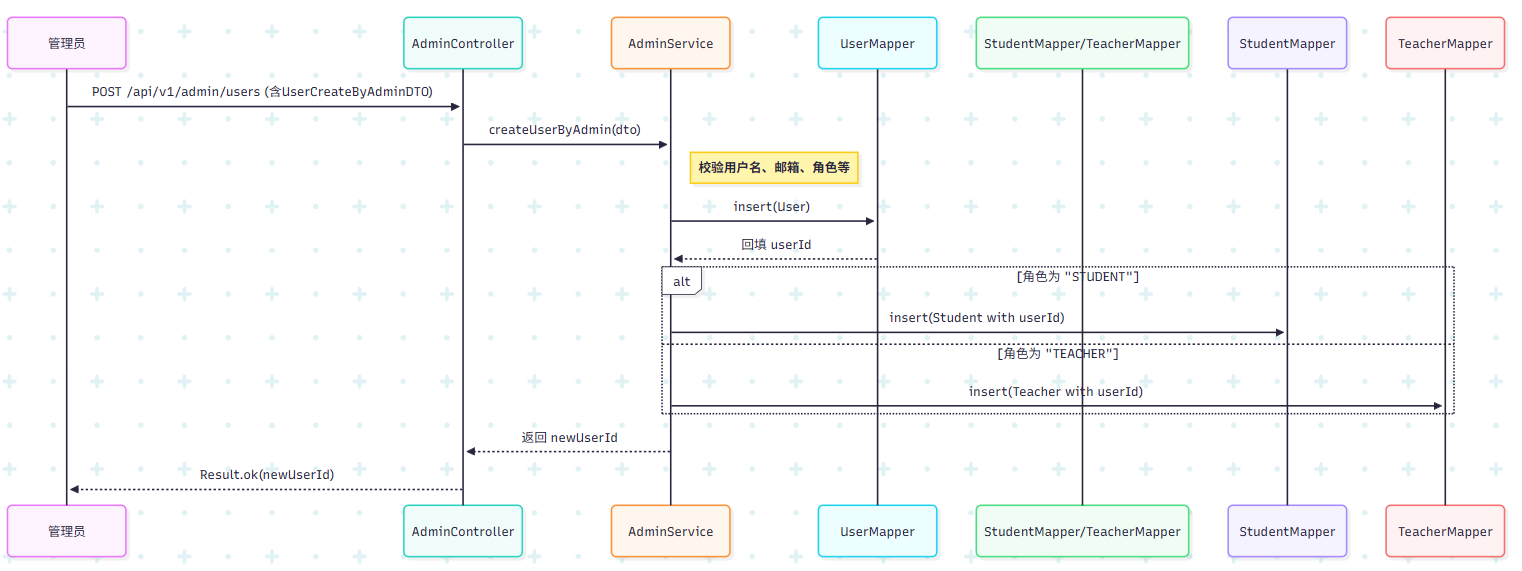 管理员
AdminController
AdminService
UserMapper
StudentMapper/TeacherMapper
StudentMapper
TeacherMapper
POST /api/v1/admin/users (含UserCreateByAdminDTO)
createUserByAdmin(dto)
校验用户名、邮箱、角色等
insert(User)
回填 userId
alt
[角色为 "STUDENT"]
insert(Student with userId)
[角色为 "TEACHER"]
insert(Teacher with userId)
返回 newUserId
Result.ok(newUserId)
管理员
AdminController
AdminService
UserMapper
StudentMapper/TeacherMapper
StudentMapper
TeacherMapper